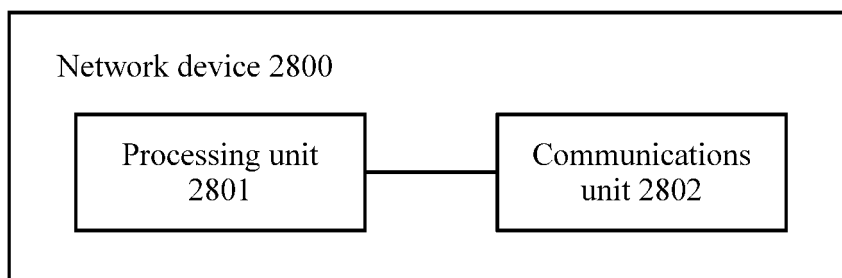 Network device 2800
Processing unit
2801
Communications
unit 2802